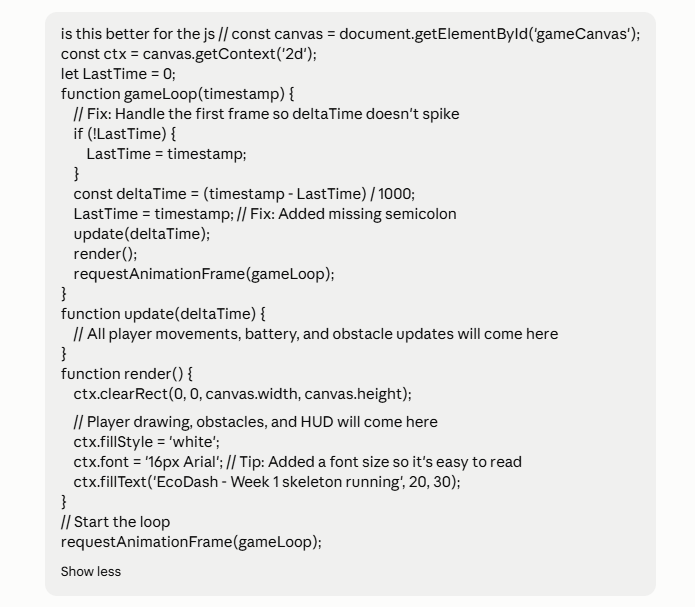 is this better for the js // const canvas = document.getElementById('gameCanvas');
const ctx = canvas.getContext('2d');
let LastTime = 0;
function gameLoop(timestamp) {
// Fix: Handle the first frame so deltaTime doesn't spike
if (!LastTime) {
LastTime = timestamp;
}
const deltaTime = (timestamp - LastTime) / 1000;
LastTime = timestamp; // Fix: Added missing semicolon
update(deltaTime);
render();
requestAnimationFrame(gameLoop);
}
function update(deltaTime) {
// All player movements, battery, and obstacle updates will come here
}
function render() {
ctx.clearRect(0, 0, canvas.width, canvas.height);
// Player drawing, obstacles, and HUD will come here
ctx.fillStyle = 'white';
ctx.font = '16px Arial'; // Tip: Added a font size so it's easy to read
ctx.fillText('EcoDash - Week 1 skeleton running', 20, 30);
}
// Start the loop
requestAnimationFrame(gameLoop);
Show less